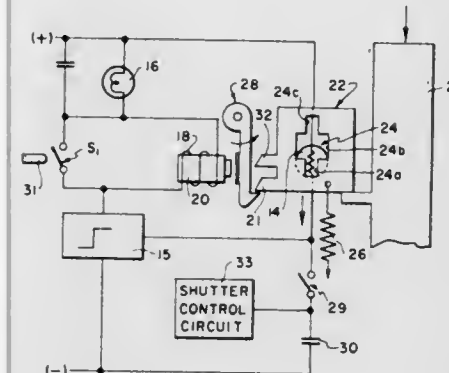 (+)
28
22
16
24c
32
24
24b
18
S1
24a
31
20
21
14
26
15
33
29
SHUTTER
CONTROL
CIRCUIT
30
(−)